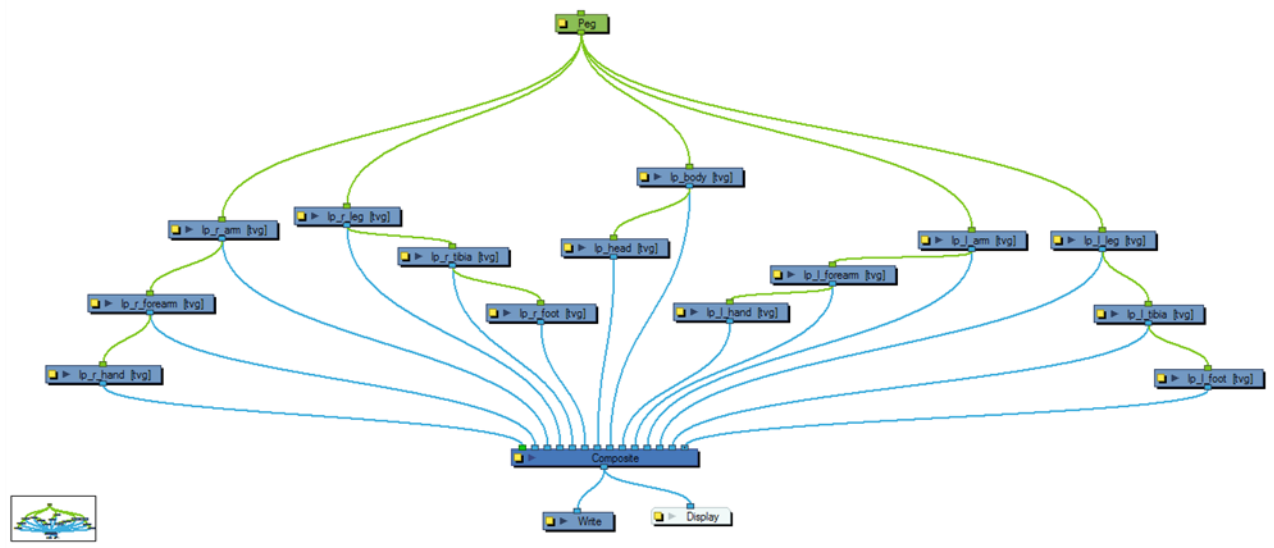 Peg
lp_body [tvg]
lp_r_leg [tvg]
lp_r_arm [tvg]
lp_l_arm [tvg]
lp_l_leg [tvg]
lp_head [tvg]
lp_r_tibia [tvg]
lp_l_forearm [tvg]
lp_r_forearm [tvg]
lp_r_foot [tvg]
lp_l_hand [tvg]
lp_l_tibia [tvg]
lp_r_hand [tvg]
lp_l_foot [tvg]
Composite
Write
Display